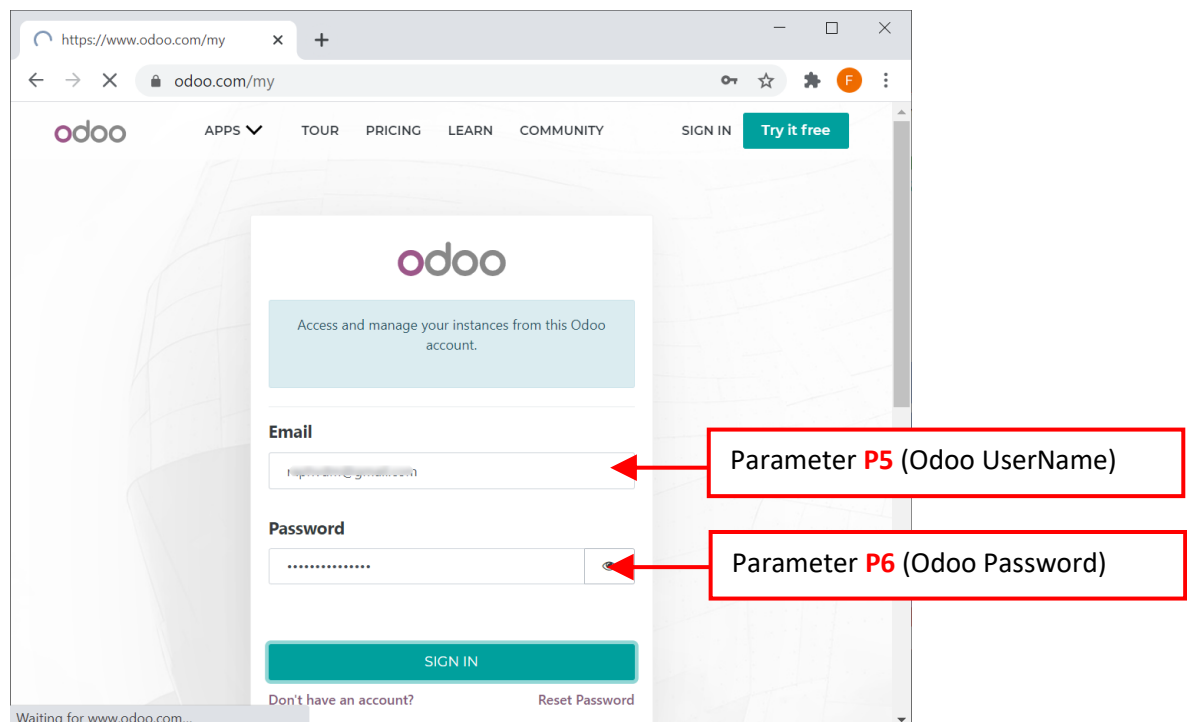 https://www.odoo.com/my
odoo.com/my
F
odoo APPS TOUR PRICING LEARN COMMUNITY SIGN IN Try it free
odoo
Access and manage your instances from this Odoo
account.
Email
Parameter P5 (Odoo UserName)
Password
Parameter P6 (Odoo Password)
SIGN IN
Don't have an account? Reset Password
Waiting for www.odoo.com...